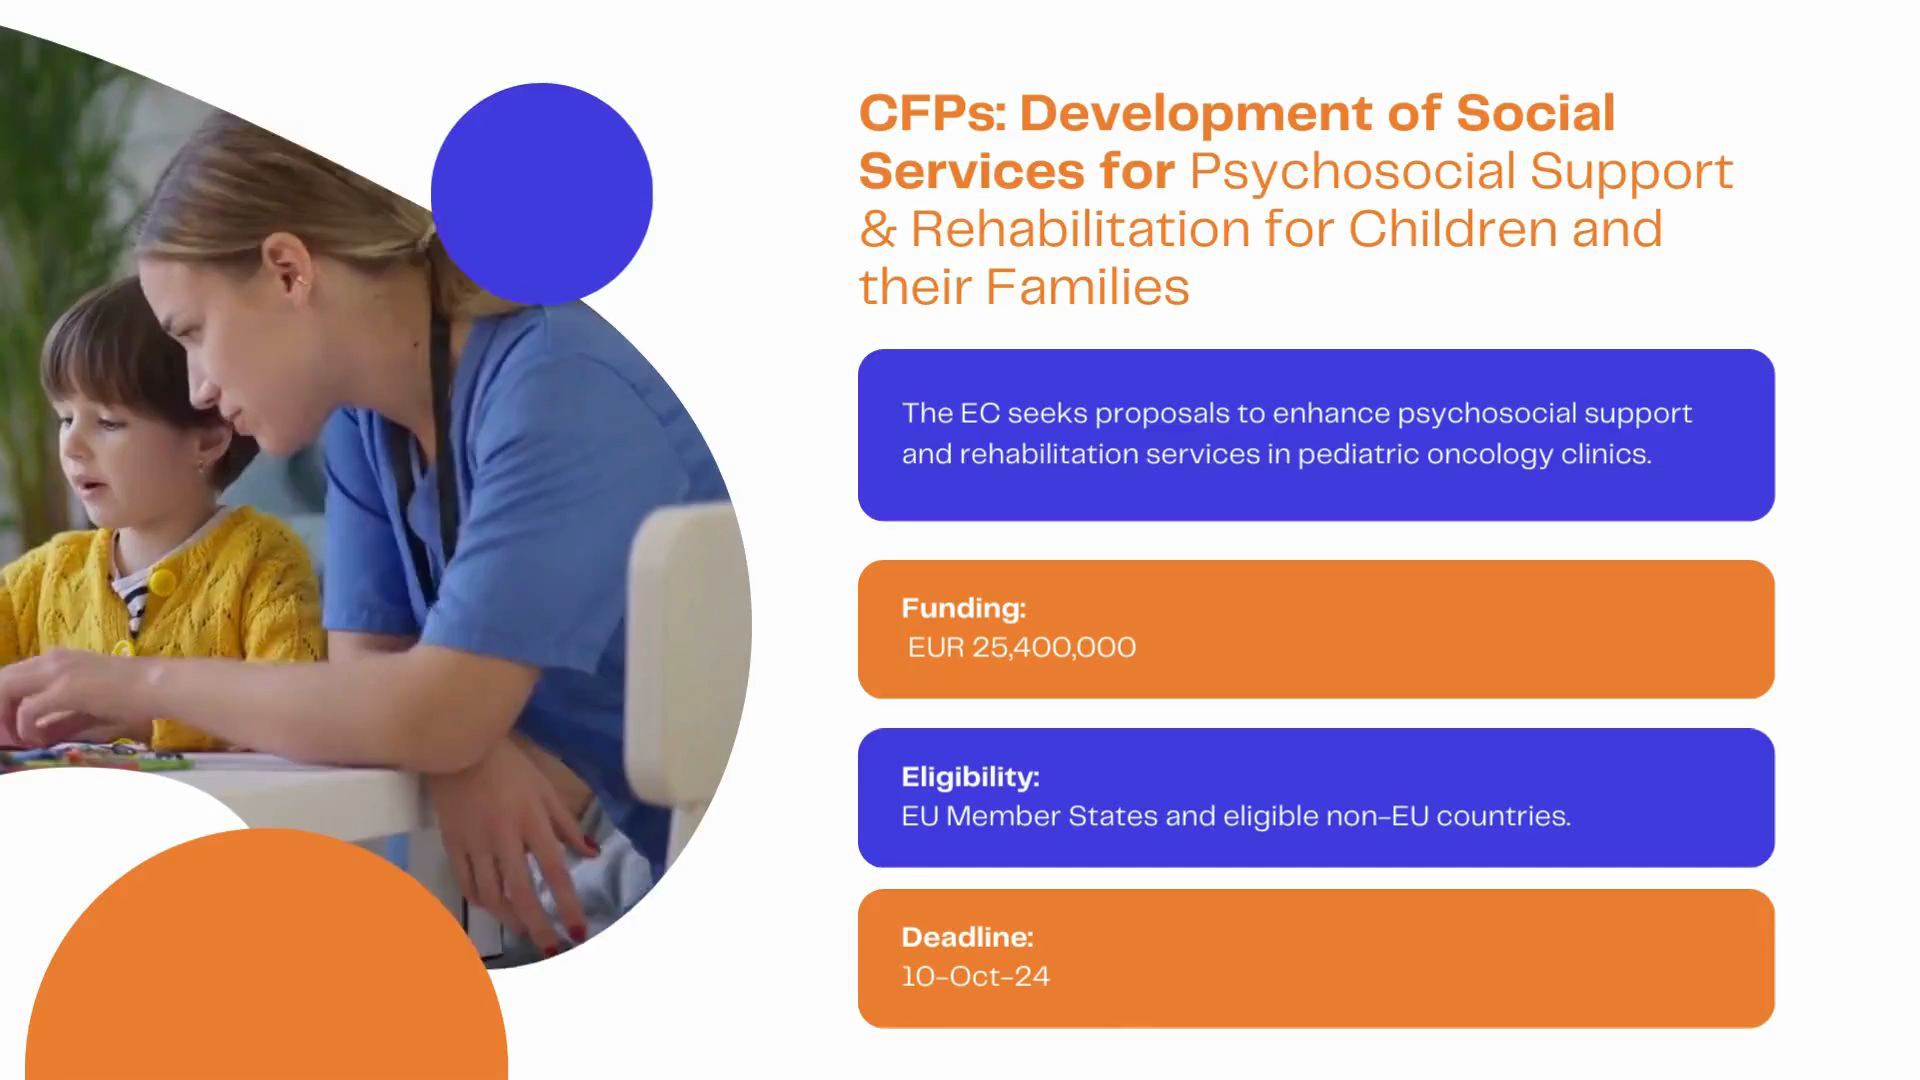 CFPs: Development of Social
Services for Psychosocial Support
& Rehabilitation for Children and
their Families
The EC seeks proposals to enhance psychosocial support
and rehabilitation services in pediatric oncology clinics.
Funding:
EUR 25,400,000
Eligibility:
EU Member States and eligible non-EU countries.
Deadline:
10-Oct-24